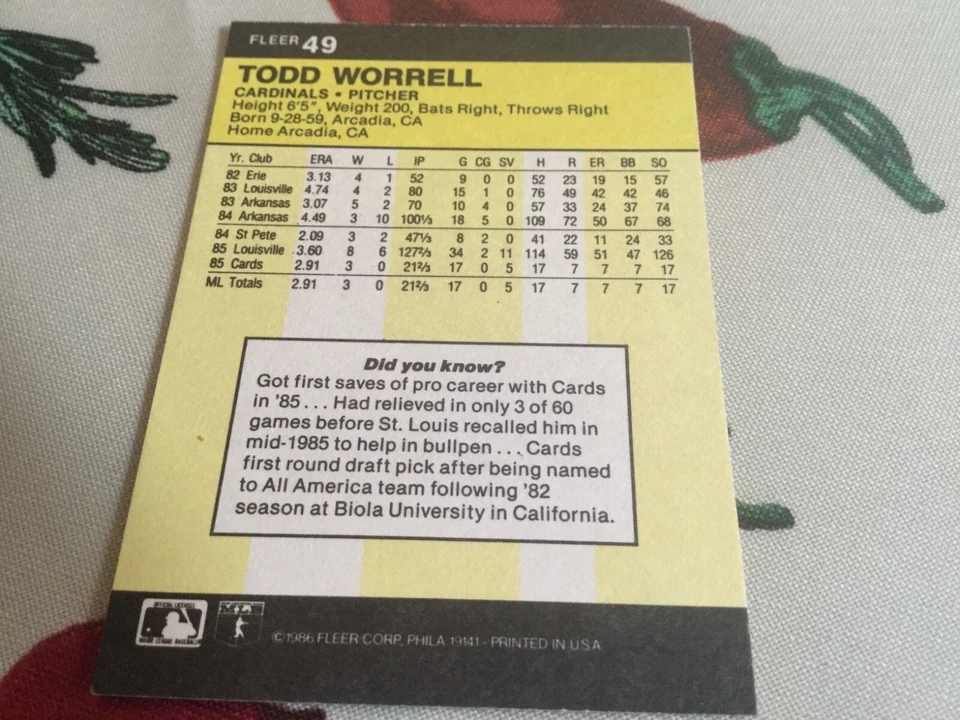 FLEER 49
TODD WORRELL
CARDINALS • PITCHER
Height 6'5", Weight 200, Bats Right, Throws Right
Born 9-28-59, Arcadia, CA
Home Arcadia, CA
Yr. Club ERA W L IP G CG SV H R ER BB SO
82 Erie 3.13 4 1 52 9 0 0 52 23 19 15 57
83 Louisville 4.74 4 2 80 15 1 0 76 49 42 42 46
83 Arkansas 3.07 5 2 70 10 4 0 57 33 24 37 74
84 Arkansas 4.49 3 10 100⅓ 18 5 0 109 72 50 67 68
84 St Pete 2.09 3 2 47⅓ 8 2 0 41 22 11 24 33
85 Louisville 3.60 8 6 127⅔ 34 2 11 114 59 51 47 126
85 Cards 2.91 3 0 21⅔ 17 0 5 17 7 7 7 17
ML Totals 2.91 3 0 21⅔ 17 0 5 17 7 7 7 17
Did you know?
Got first saves of pro career with Cards
in '85 . . . Had relieved in only 3 of 60
games before St. Louis recalled him in
mid-1985 to help in bullpen . . . Cards
first round draft pick after being named
to All America team following '82
season at Biola University in California.
©1986 FLEER CORP. PHILA 19141 - PRINTED IN U.S.A